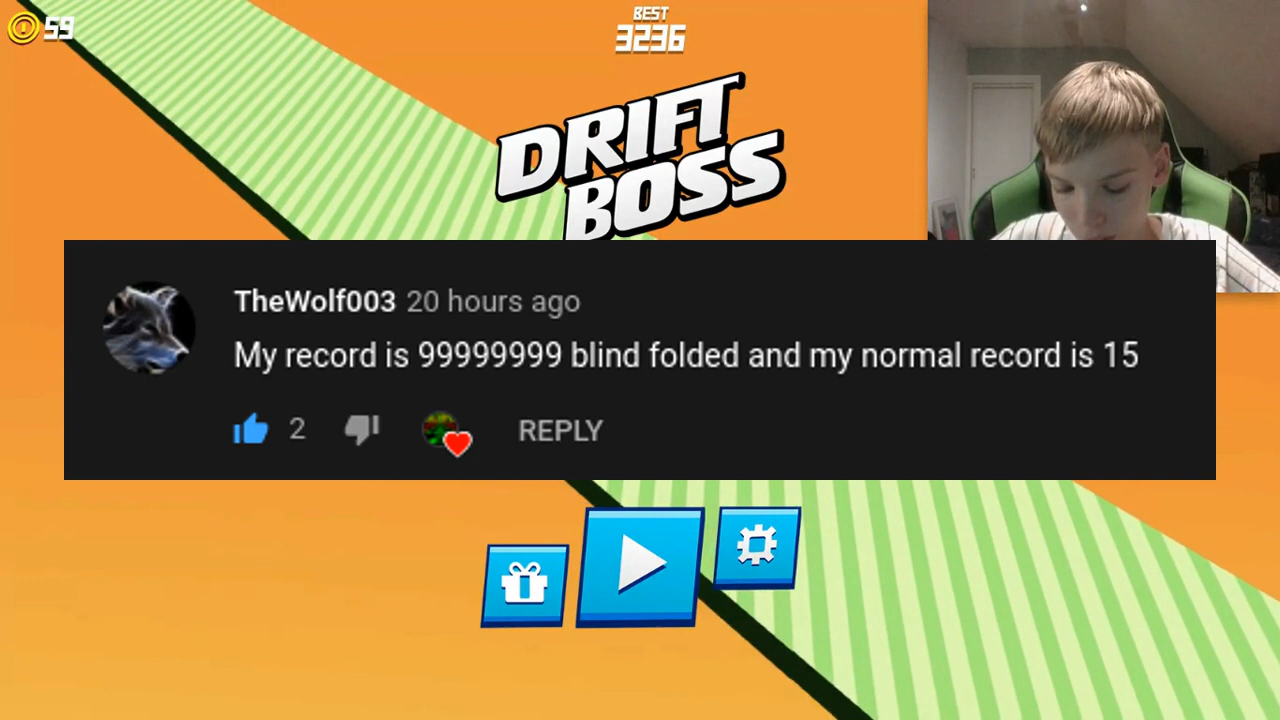 59
BEST
3236
DRIFT
BOSS
TheWolf003 20 hours ago
My record is 99999999 blind folded and my normal record is 15
2
REPLY